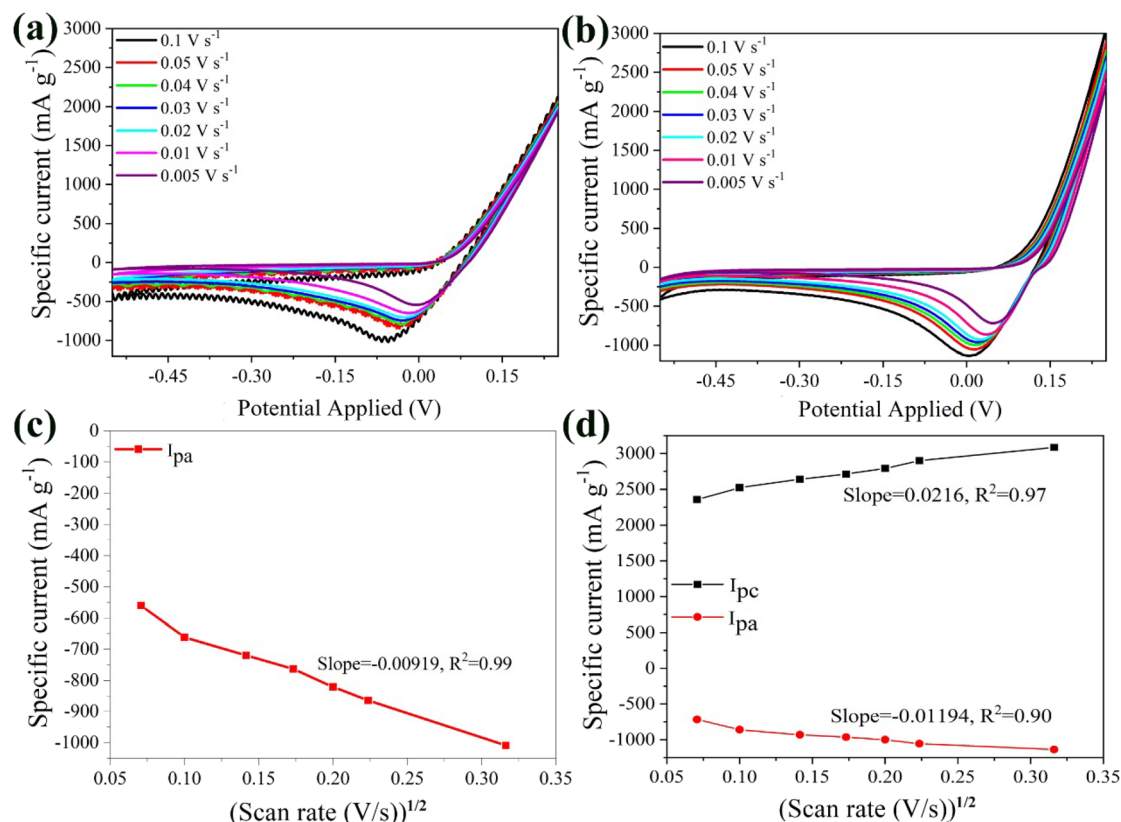 (a)
3000
2500
2000
1500
1000
500
0
-500
-1000
Specific current (mA g⁻¹)
0.1 V s⁻¹
0.05 V s⁻¹
0.04 V s⁻¹
0.03 V s⁻¹
0.02 V s⁻¹
0.01 V s⁻¹
0.005 V s⁻¹
-0.45 -0.30 -0.15 0.00 0.15
Potential Applied (V)
(b)
3000
2500
2000
1500
1000
500
0
-500
-1000
Specific current (mA g⁻¹)
0.1 V s⁻¹
0.05 V s⁻¹
0.04 V s⁻¹
0.03 V s⁻¹
0.02 V s⁻¹
0.01 V s⁻¹
0.005 V s⁻¹
-0.45 -0.30 -0.15 0.00 0.15
Potential Applied (V)
(c)
0
-100
-200
-300
-400
-500
-600
-700
-800
-900
-1000
Specific current (mA g⁻¹)
Ipa
Slope=-0.00919, R²=0.99
0.05 0.10 0.15 0.20 0.25 0.30 0.35
(Scan rate (V/s))¹/²
(d)
3000
2500
2000
1500
1000
500
0
-500
-1000
Specific current (mA g⁻¹)
Slope=0.0216, R²=0.97
Ipc
Ipa
Slope=-0.01194, R²=0.90
0.05 0.10 0.15 0.20 0.25 0.30 0.35
(Scan rate (V/s))¹/²